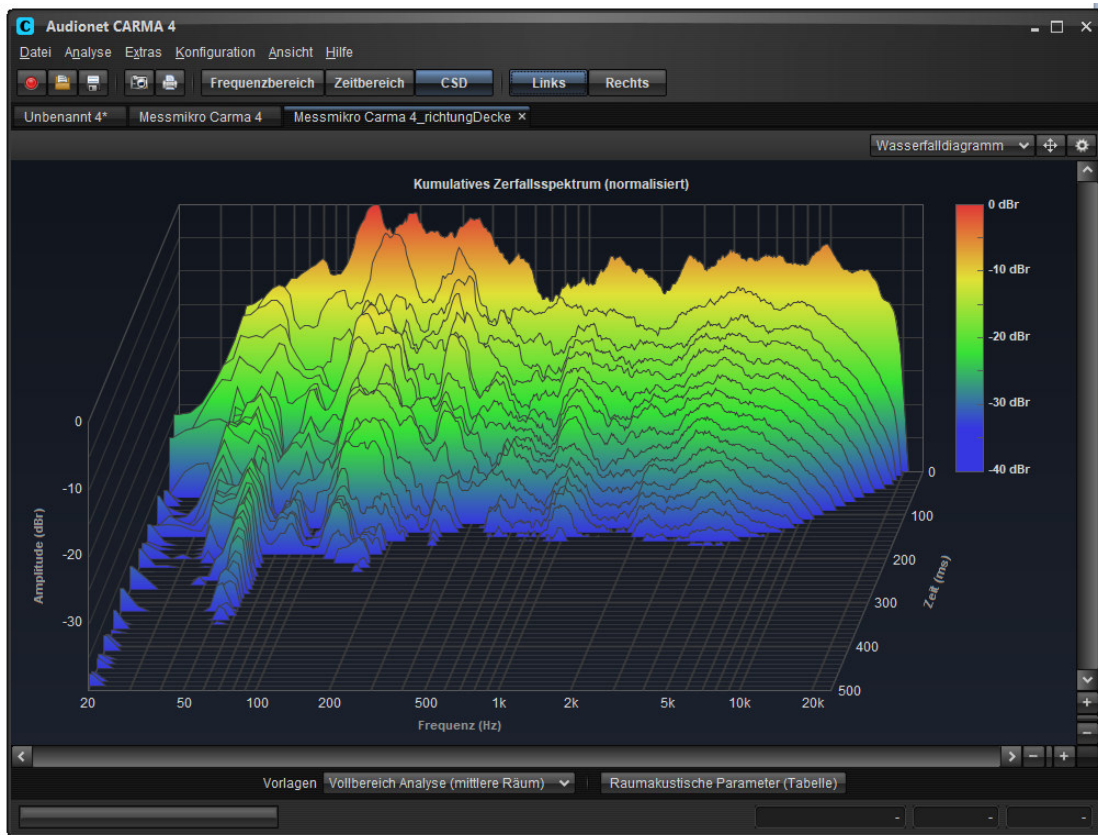 Audionet CARMA 4
Datei Analyse Extras Konfiguration Ansicht Hilfe
Frequenzbereich Zeitbereich CSD Links Rechts
Unbenannt 4* Messmikro Carma 4 Messmikro Carma 4_richtungDecke ×
Wasserfalldiagramm
Kumulatives Zerfallsspektrum (normalisiert)
0 dBr
-10 dBr
-20 dBr
-30 dBr
-40 dBr
0
-10
-20
-30
Amplitude (dBr)
0
100
200
300
400
500
Zeit (ms)
20 50 100 200 500 1k 2k 5k 10k 20k
Frequenz (Hz)
Vorlagen Vollbereich Analyse (mittlere Räum) Raumakustische Parameter (Tabelle)
- - -